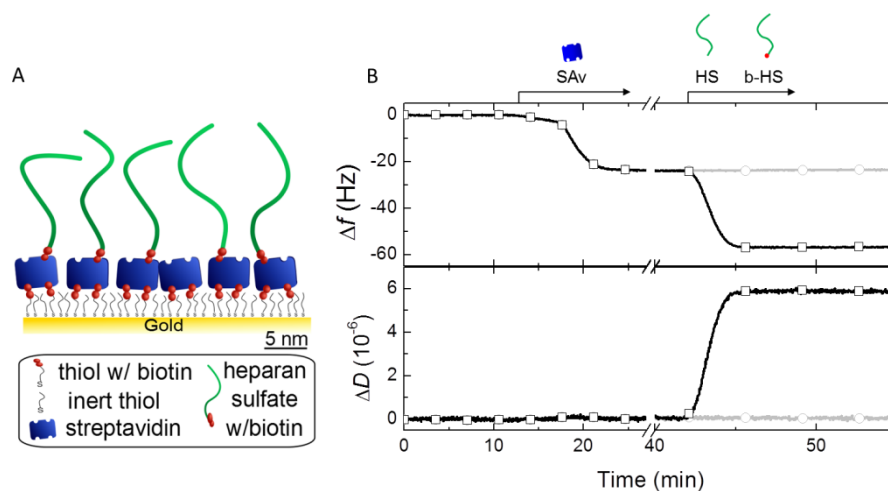 A
Gold
5 nm
thiol w/ biotin
inert thiol
streptavidin
heparan
sulfate
w/biotin
B
SAv
HS
b-HS
0
-20
-40
-60
Δf (Hz)
6
4
2
0
ΔD (10⁻⁶)
0
10
20
40
50
Time (min)